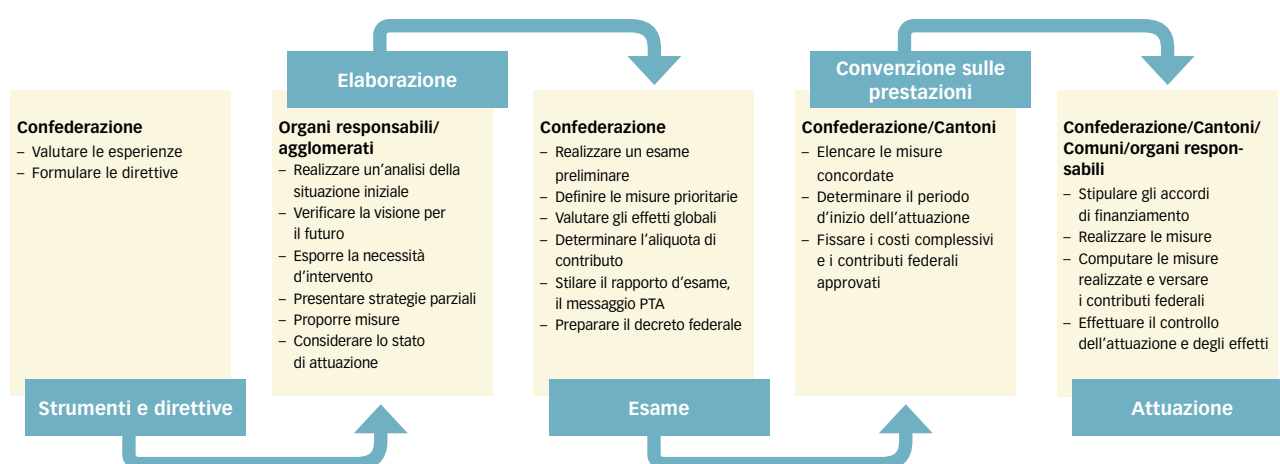 Confederazione
– Valutare le esperienze
– Formulare le direttive
Strumenti e direttive
Elaborazione
Organi responsabili/
agglomerati
– Realizzare un’analisi della
situazione iniziale
– Verificare la visione per
il futuro
– Esporre la necessità
d’intervento
– Presentare strategie parziali
– Proporre misure
– Considerare lo stato
di attuazione
Confederazione
– Realizzare un esame
preliminare
– Definire le misure prioritarie
– Valutare gli effetti globali
– Determinare l’aliquota di
contributo
– Stilare il rapporto d’esame,
il messaggio PTA
– Preparare il decreto federale
Esame
Convenzione sulle
prestazioni
Confederazione/Cantoni
– Elencare le misure
concordate
– Determinare il periodo
d’inizio dell’attuazione
– Fissare i costi complessivi
e i contributi federali
approvati
Confederazione/Cantoni/
Comuni/organi respon-
sabili
– Stipulare gli accordi
di finanziamento
– Realizzare le misure
– Computare le misure
realizzate e versare
i contributi federali
– Effettuare il controllo
dell’attuazione e degli effetti
Attuazione